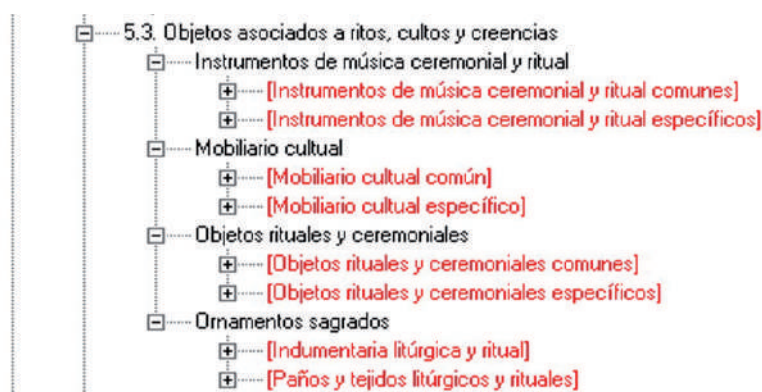 5.3. Objetos asociados a ritos, cultos y creencias
Instrumentos de música ceremonial y ritual
[Instrumentos de música ceremonial y ritual comunes]
[Instrumentos de música ceremonial y ritual específicos]
Mobiliario cultual
[Mobiliario cultual común]
[Mobiliario cultual específico]
Objetos rituales y ceremoniales
[Objetos rituales y ceremoniales comunes]
[Objetos rituales y ceremoniales específicos]
Ornamentos sagrados
[Indumentaria litúrgica y ritual]
[Paños y tejidos litúrgicos y rituales]